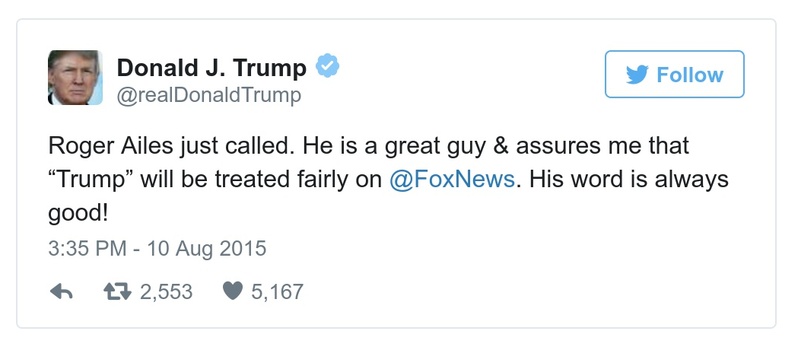 Donald J. Trump
@realDonaldTrump
Follow
Roger Ailes just called. He is a great guy & assures me that
“Trump” will be treated fairly on @FoxNews. His word is always
good!
3:35 PM - 10 Aug 2015
2,553 5,167